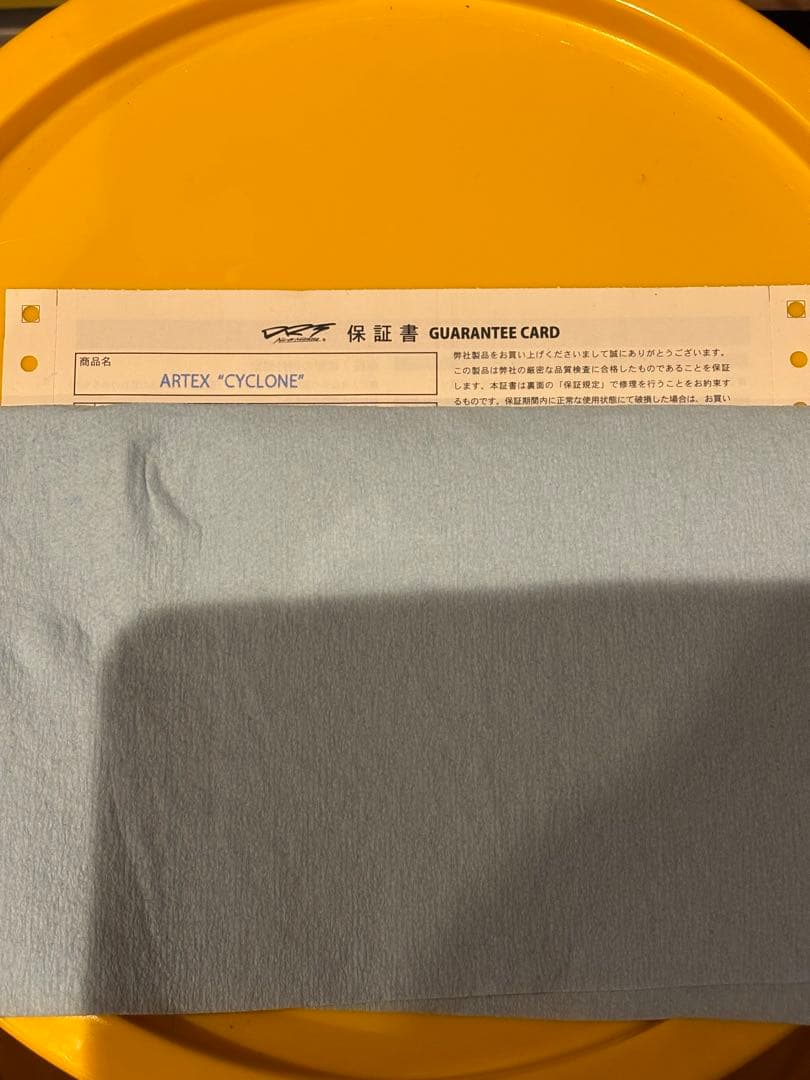 DRT 保証書 GUARANTEE CARD
商品名
ARTEX “CYCLONE”
弊社製品をお買い上げくださいまして誠にありがとうございます。
この製品は弊社の厳密な品質検査に合格したものであることを保証
します。本証書は裏面の「保証規定」で修理を行うことをお約束す
るものです。保証期間内に正常な使用状態にて破損した場合は、お買い